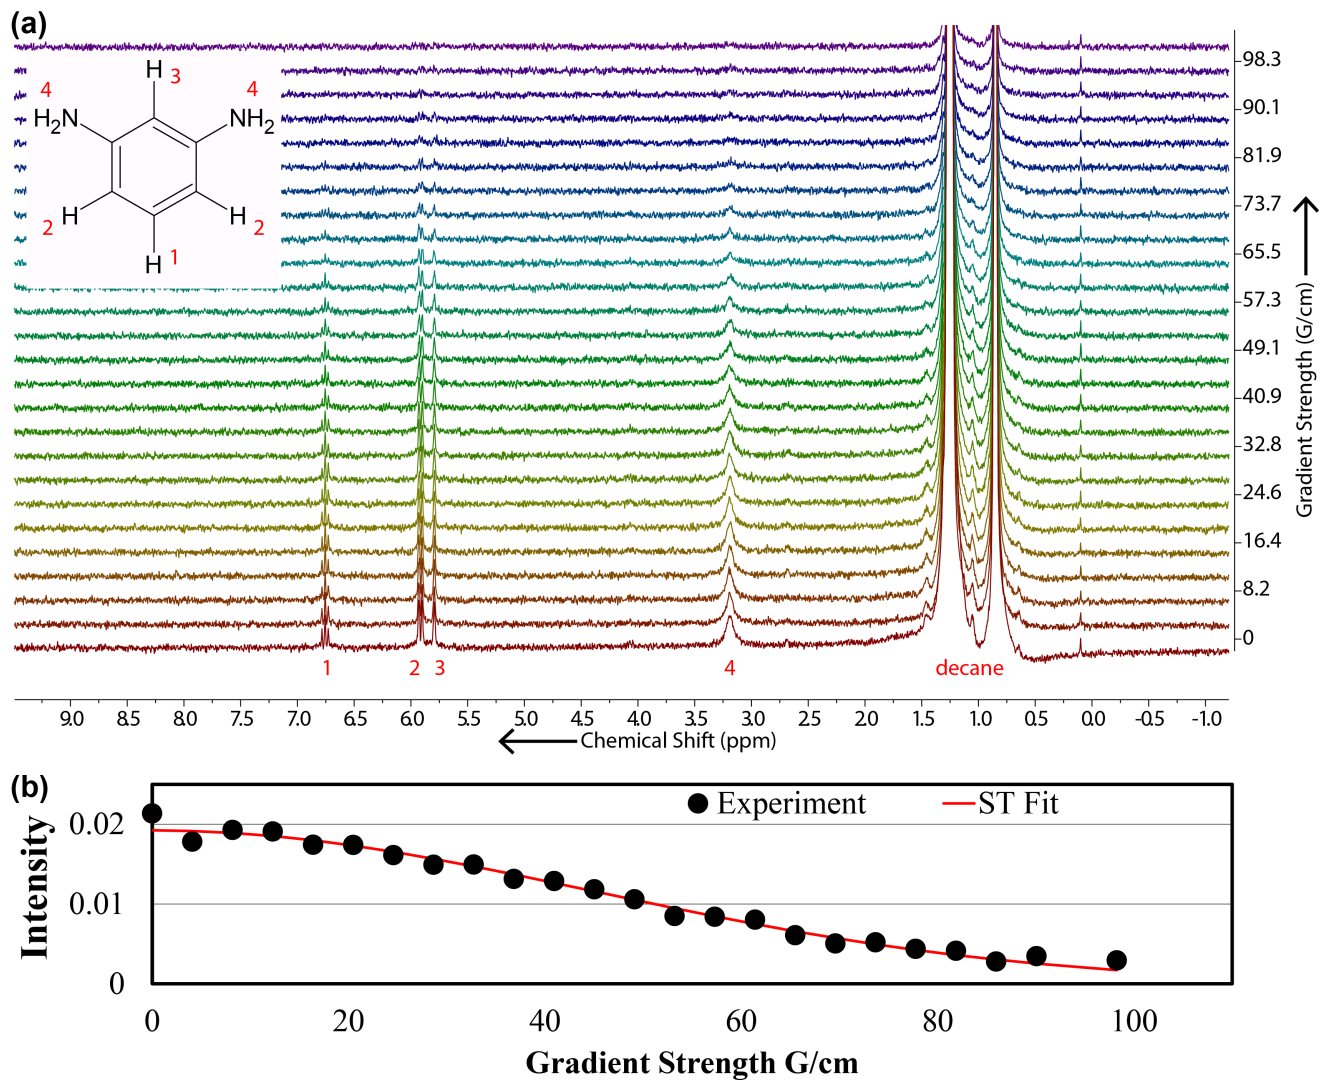 (a)
H 3
4 4
H2N NH2
H H
2 2
H 1
98.3
90.1
81.9
73.7
65.5
57.3
49.1
40.9
32.8
24.6
16.4
8.2
0
Gradient Strength (G/cm)
1 2 3 4 decane
9.0 8.5 8.0 7.5 7.0 6.5 6.0 5.5 5.0 4.5 4.0 3.5 3.0 2.5 2.0 1.5 1.0 0.5 0.0 -0.5 -1.0
Chemical Shift (ppm)
(b)
Experiment ST Fit
Intensity
0.02
0.01
0
0 20 40 60 80 100
Gradient Strength G/cm